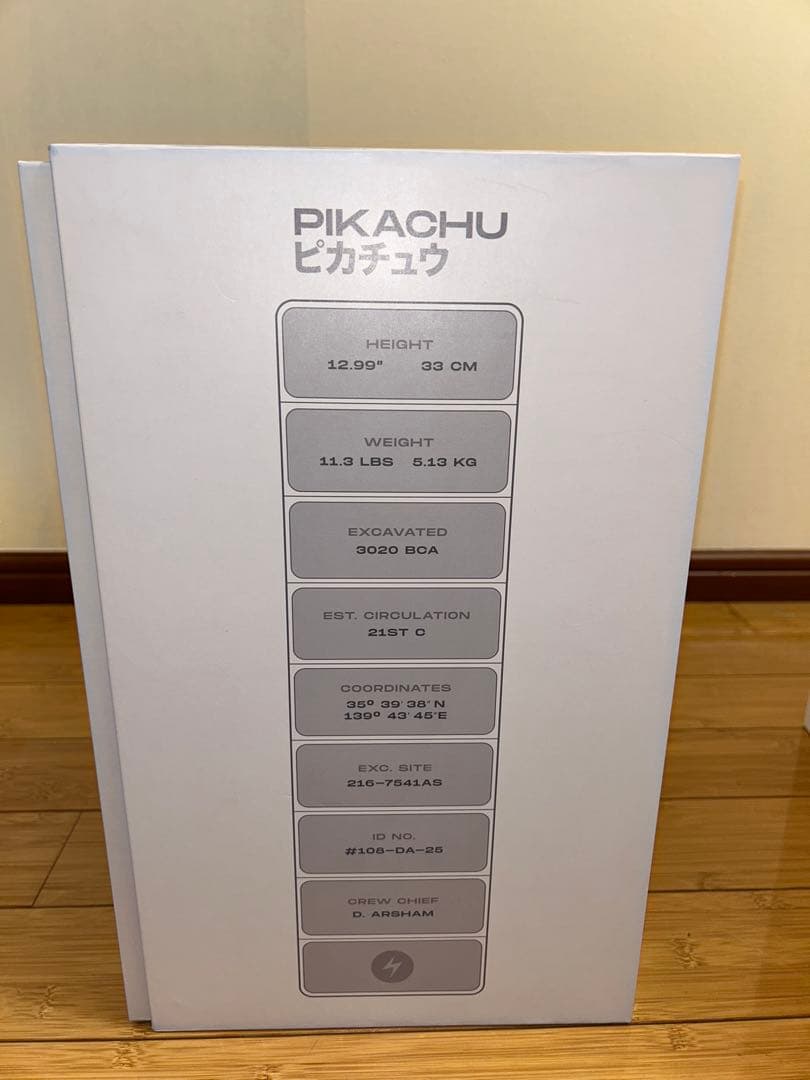 PIKACHU
ピカチュウ
HEIGHT
12.99" 33 CM
WEIGHT
11.3 LBS 5.13 KG
EXCAVATED
3020 BCA
EST. CIRCULATION
21ST C
COORDINATES
35º 39' 38" N
139º 43' 45"E
EXC. SITE
216-7541AS
ID NO.
#108-DA-25
CREW CHIEF
D. ARSHAM